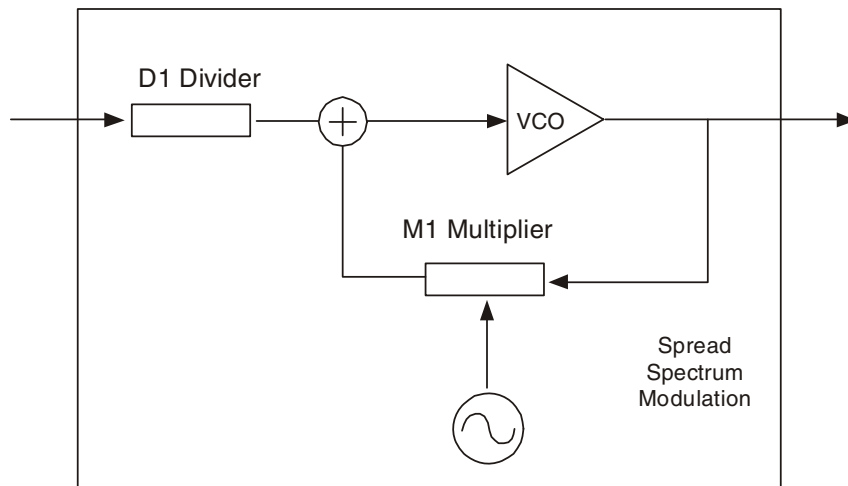 D1 Divider
VCO
M1 Multiplier
Spread
Spectrum
Modulation